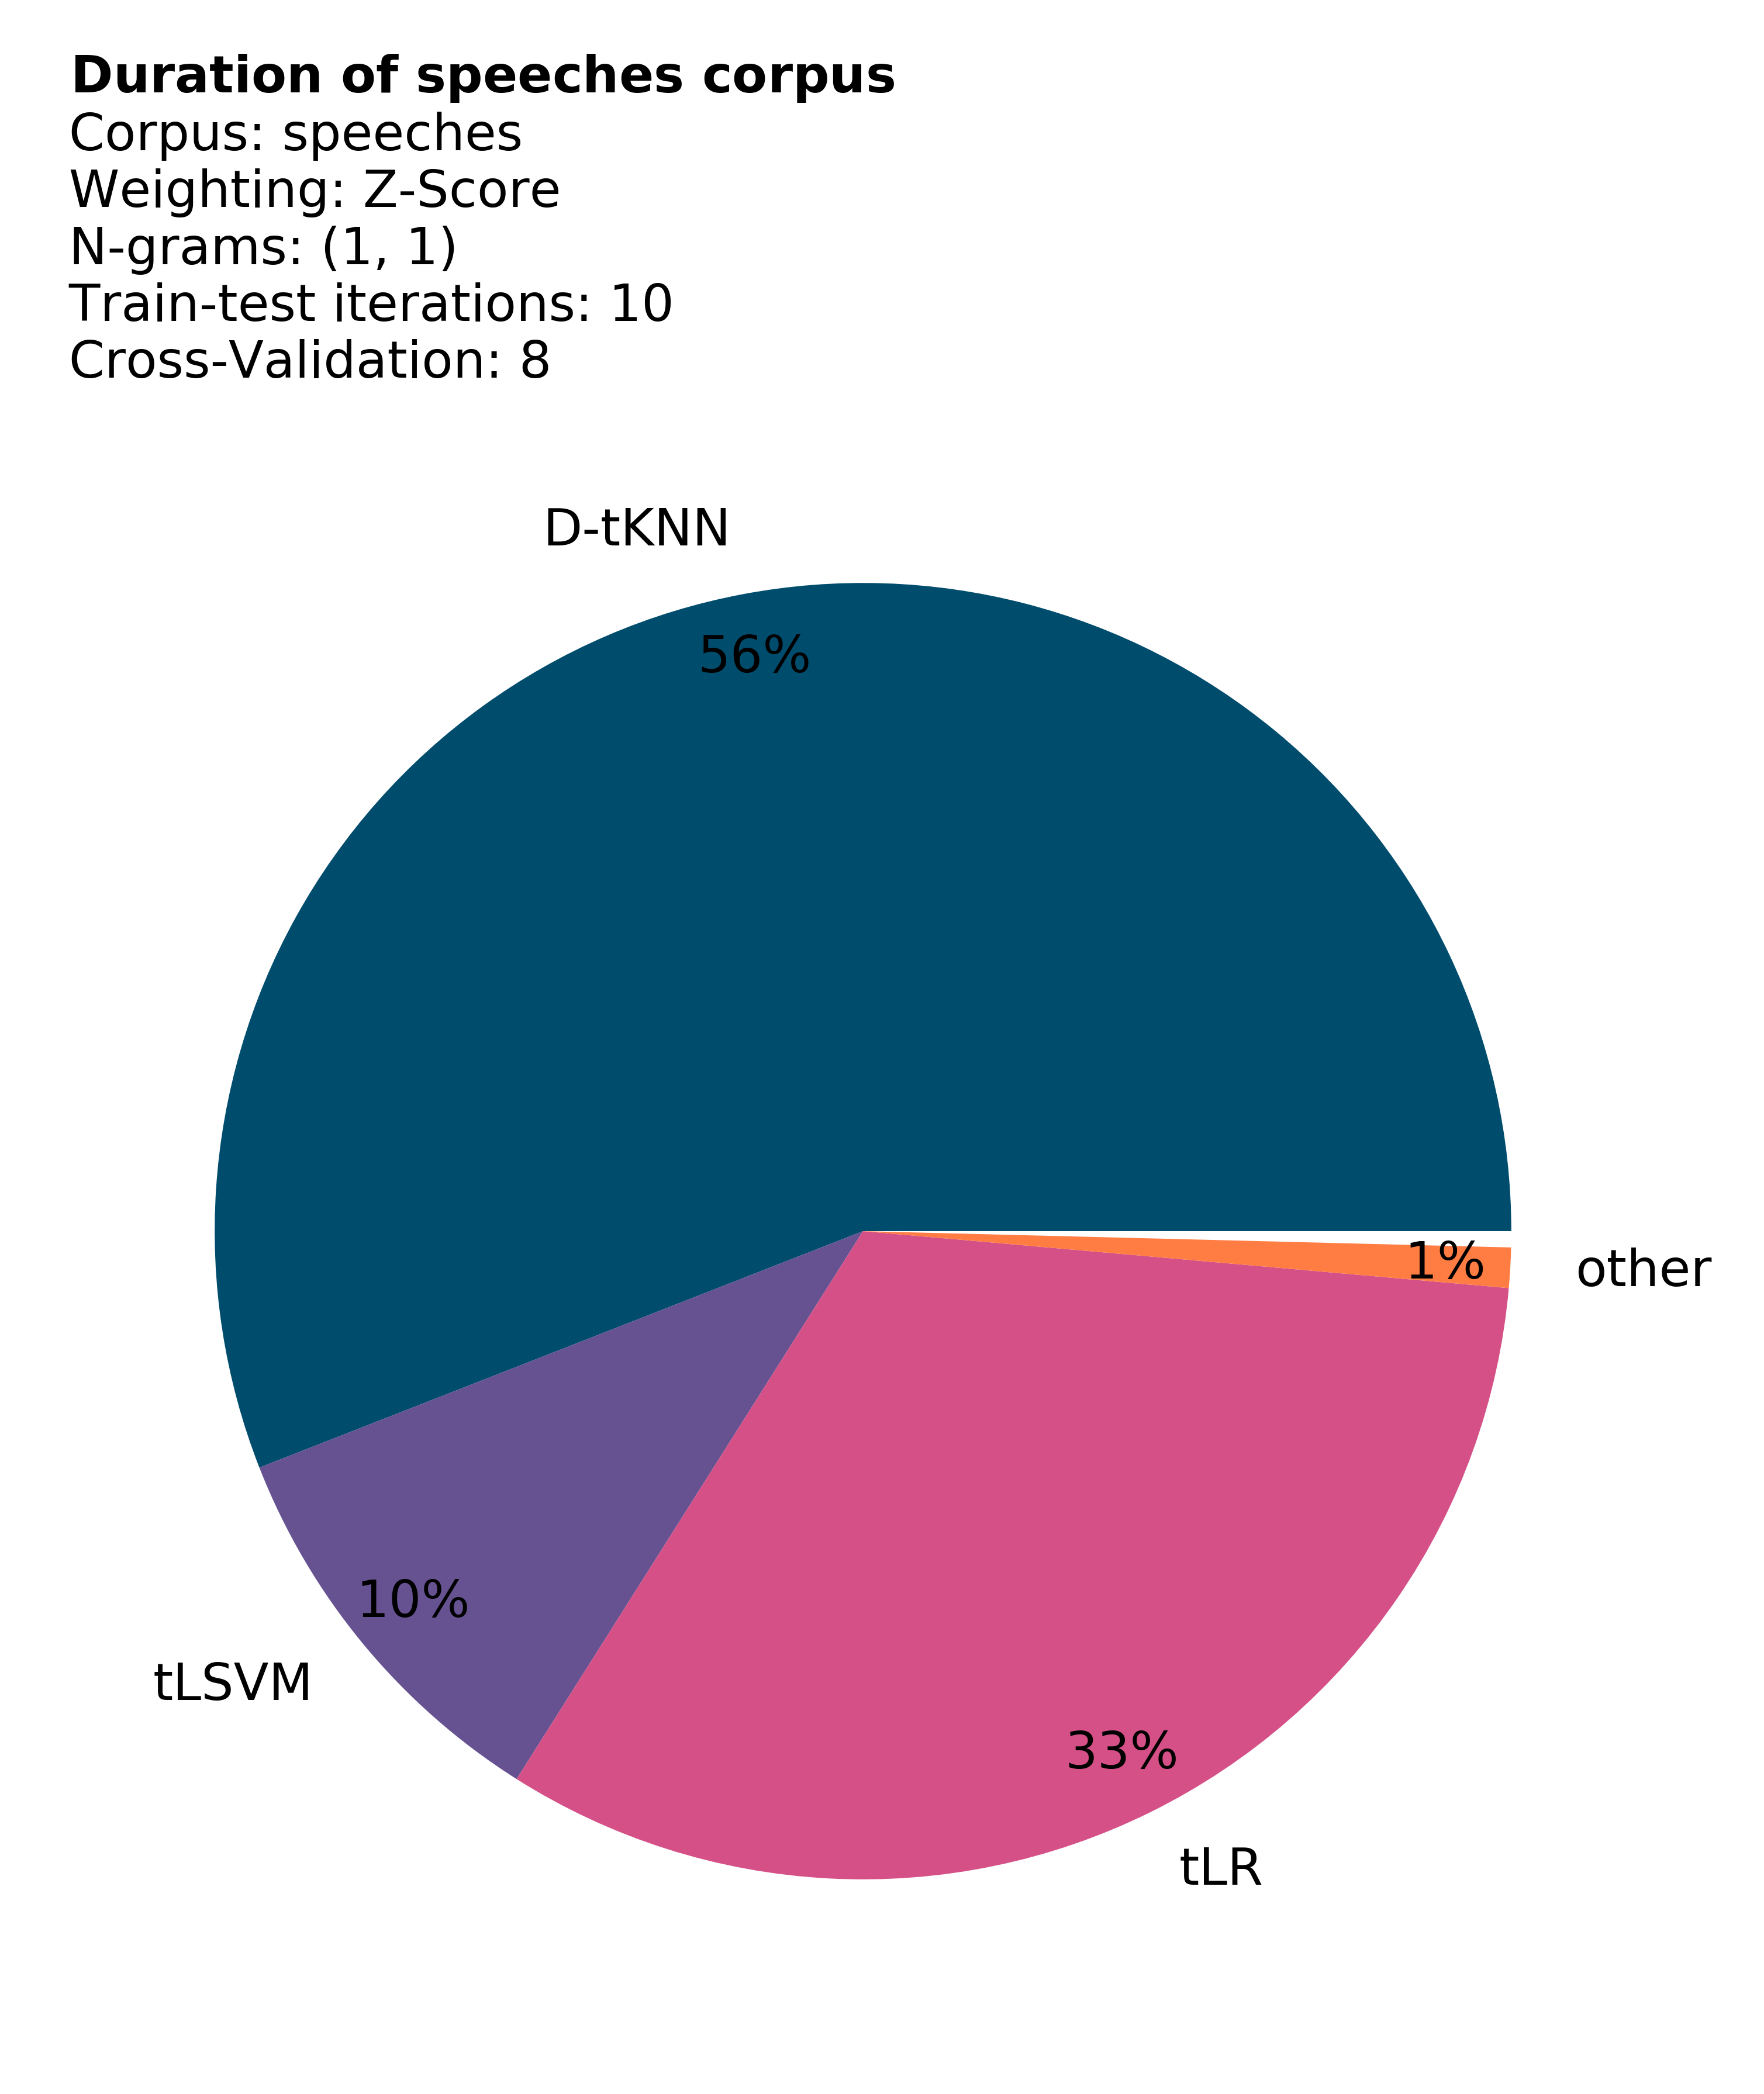 Duration of speeches corpus
Corpus: speeches
Weighting: Z-Score
N-grams: (1, 1)
Train-test iterations: 10
Cross-Validation: 8
D-tKNN
56%
1%
other
10%
tLSVM
33%
tLR